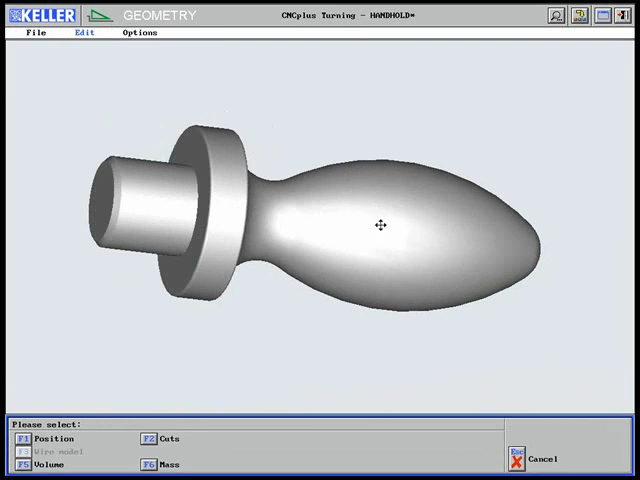 KELLER GEOMETRY CNCplus Turning - HANDHOLD*
File Edit Options
Please select:
F1 Position F2 Cuts
F3 Wire model
F5 Volume F6 Mass
Esc Cancel